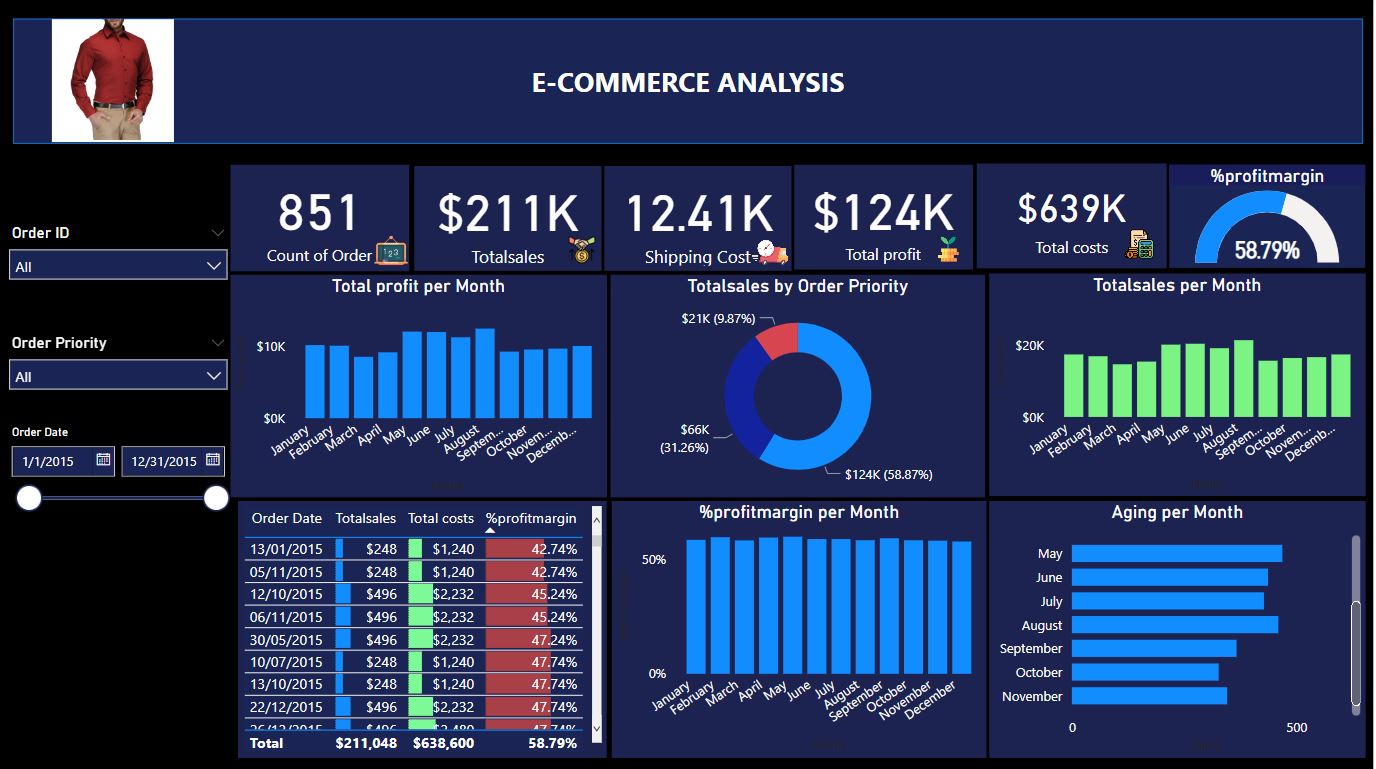 E-COMMERCE ANALYSIS
Order ID
All
Order Priority
All
Order Date
1/1/2015
12/31/2015
851
Count of Order
1 2 3
$211K
Totalsales
12.41K
Shipping Cost
$124K
Total profit
$639K
Total costs
%profitmargin
58.79%
Total profit per Month
$10K
$0K
January
February
March
April
May
June
July
August
Septem...
October
Novem...
Decemb...
Totalsales by Order Priority
$21K (9.87%)
$66K
(31.26%)
$124K (58.87%)
Totalsales per Month
$20K
$0K
January
February
March
April
May
June
July
August
Septem...
October
Novem...
Decemb...
Order Date Totalsales Total costs %profitmargin
13/01/2015 $248 $1,240 42.74%
05/11/2015 $248 $1,240 42.74%
12/10/2015 $496 $2,232 45.24%
06/11/2015 $496 $2,232 45.24%
30/05/2015 $496 $2,232 47.24%
10/07/2015 $248 $1,240 47.74%
13/10/2015 $248 $1,240 47.74%
22/12/2015 $496 $2,232 47.74%
Total $211,048 $638,600 58.79%
%profitmargin per Month
50%
0%
January
February
March
April
May
June
July
August
September
October
November
December
Aging per Month
May
June
July
August
September
October
November
0
500